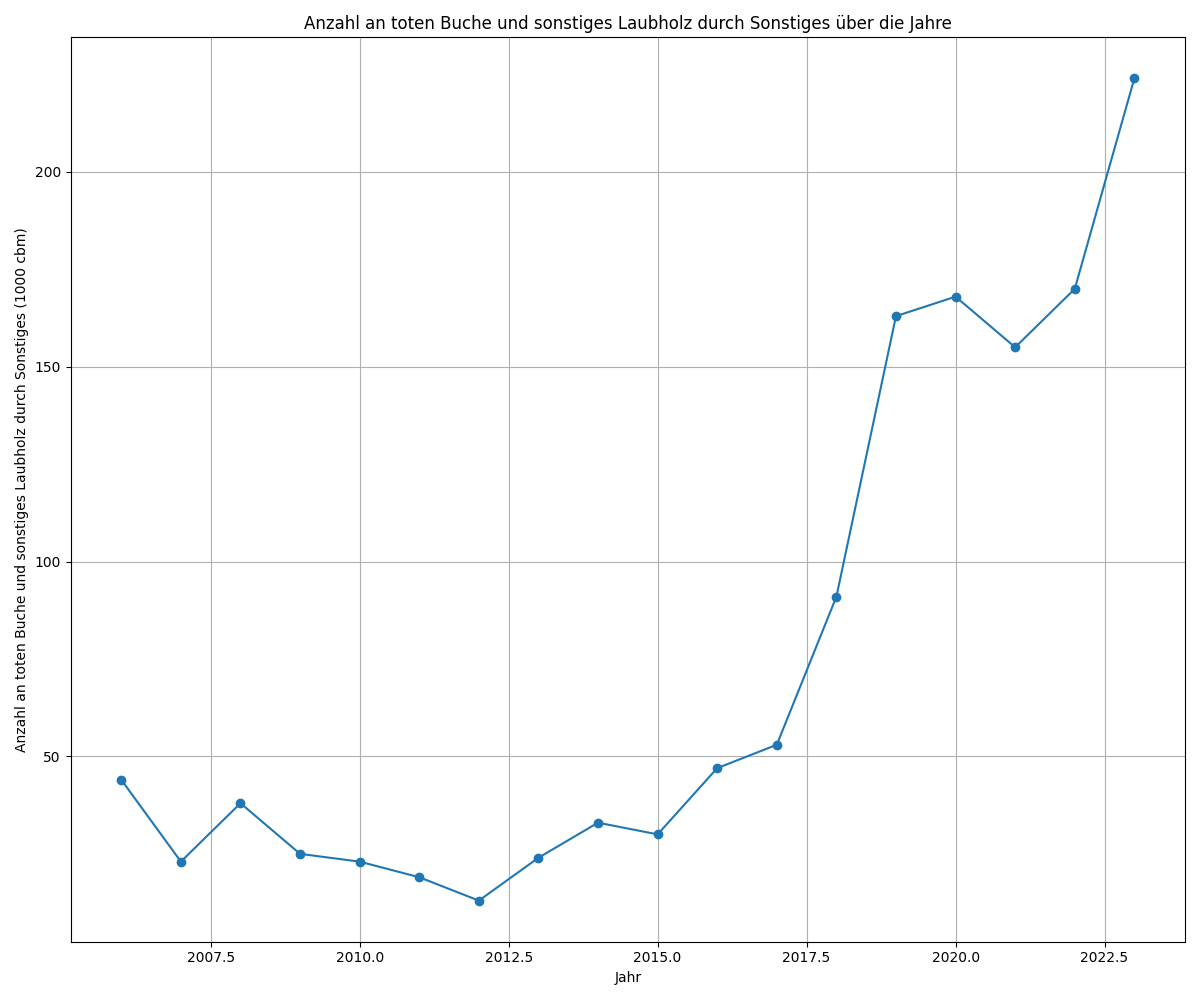 Anzahl an toten Buche und sonstiges Laubholz durch Sonstiges über die Jahre
Anzahl an toten Buche und sonstiges Laubholz durch Sonstiges (1000 cbm)
200
150
100
50
2007.5 2010.0 2012.5 2015.0 2017.5 2020.0 2022.5
Jahr